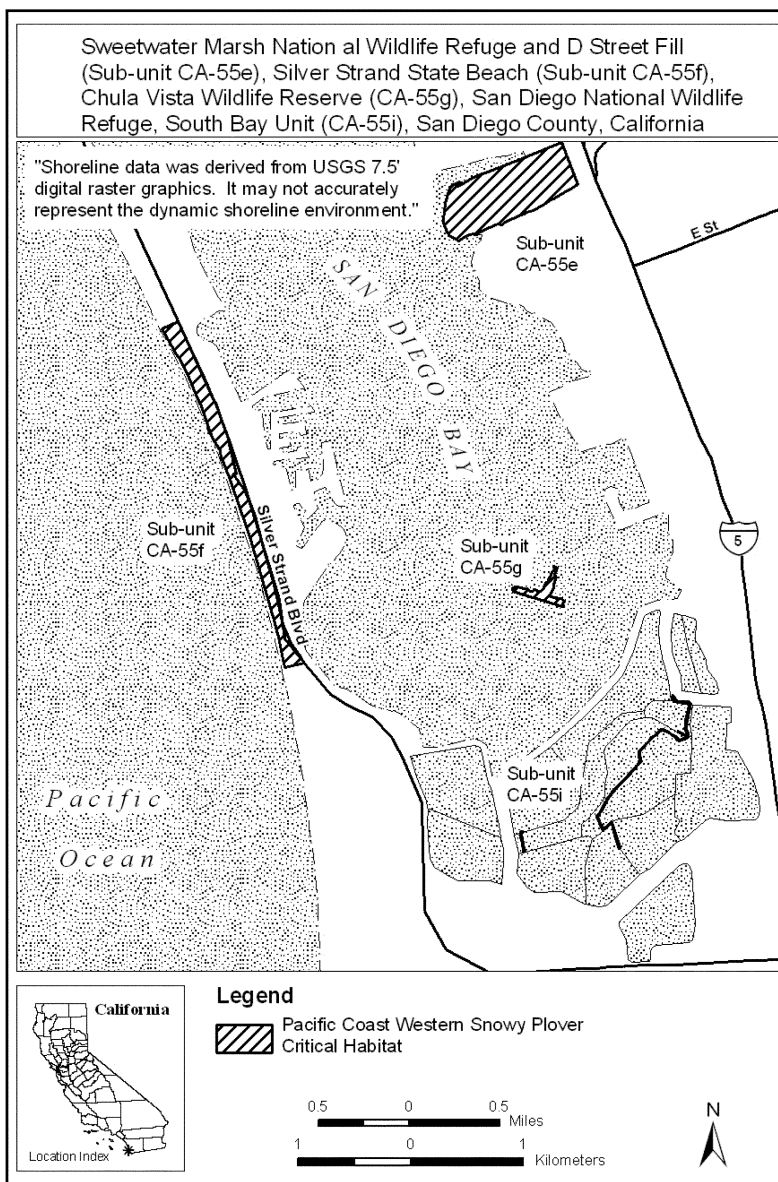 Sweetwater Marsh Nation al Wildlife Refuge and D Street Fill
(Sub-unit CA-55e), Silver Strand State Beach (Sub-unit CA-55f),
Chula Vista Wildlife Reserve (CA-55g), San Diego National Wildlife
Refuge, South Bay Unit (CA-55i), San Diego County, California
"Shoreline data was derived from USGS 7.5'
digital raster graphics. It may not accurately
represent the dynamic shoreline environment."
Sub-unit
CA-55e
E St
SAN DIEGO BAY
Sub-unit
CA-55f
Silver Strand Blvd
Sub-unit
CA-55g
5
Sub-unit
CA-55i
Pacific
Ocean
California
Location Index
Legend
Pacific Coast Western Snowy Plover
Critical Habitat
0.5 0 0.5
Miles
1 0 1
Kilometers
N